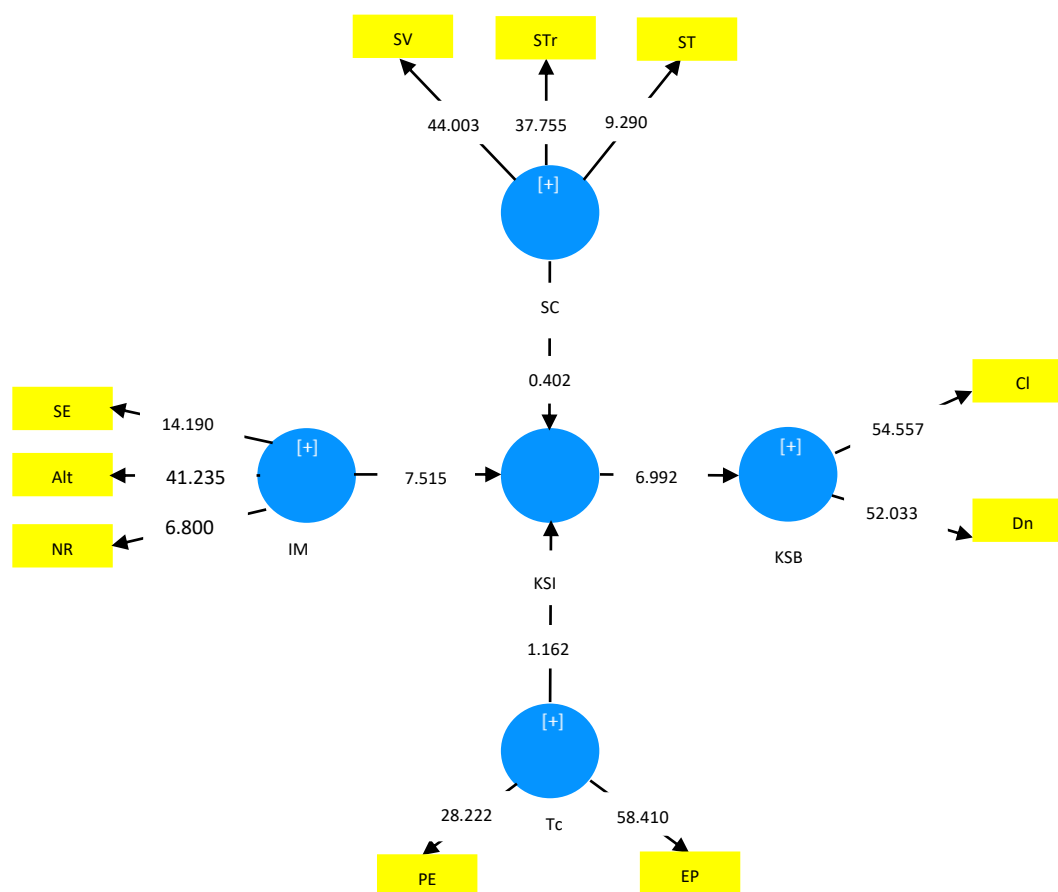 SV
STr
ST
44.003
37.755
9.290
[+]
SC
0.402
SE
14.190
[+]
Alt
41.235
7.515
6.992
[+]
Cl
54.557
NR
6.800
IM
52.033
Dn
KSB
KSI
1.162
[+]
28.222
Tc
58.410
PE
EP